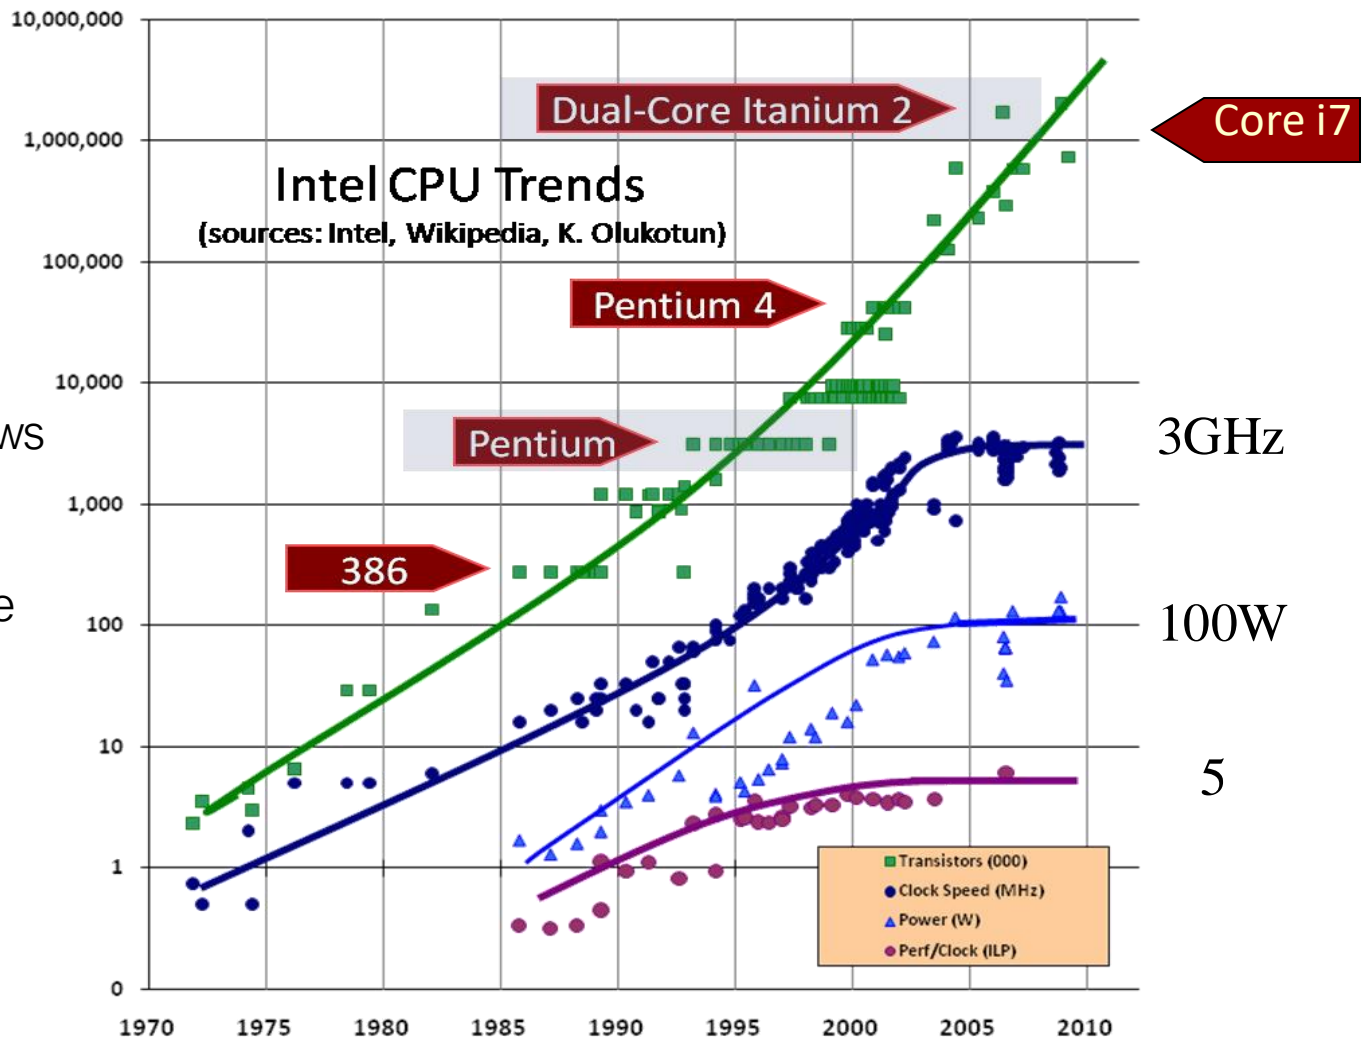 10,000,000
Dual-Core Itanium 2
Core i7
1,000,000
Intel CPU Trends
(sources: Intel, Wikipedia, K. Olukotun)
100,000
Pentium 4
10,000
ws
Pentium
3GHz
1,000
386
e
100
100W
10
5
1
Transistors (000)
Clock Speed (MHz)
Power (W)
Perf/Clock (ILP)
0
1970 1975 1980 1985 1990 1995 2000 2005 2010